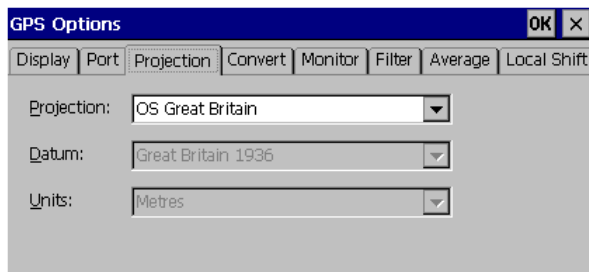 GPS Options OK ×
Display Port Projection Convert Monitor Filter Average Local Shift
Projection: OS Great Britain
Datum: Great Britain 1936
Units: Metres